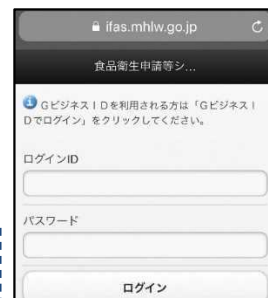 ifas.mhlw.go.jp
食品衛生申請等シ...
GビジネスIDを利用される方は「GビジネスI
Dでログイン」をクリックしてください。
ログインID
パスワード
ログイン